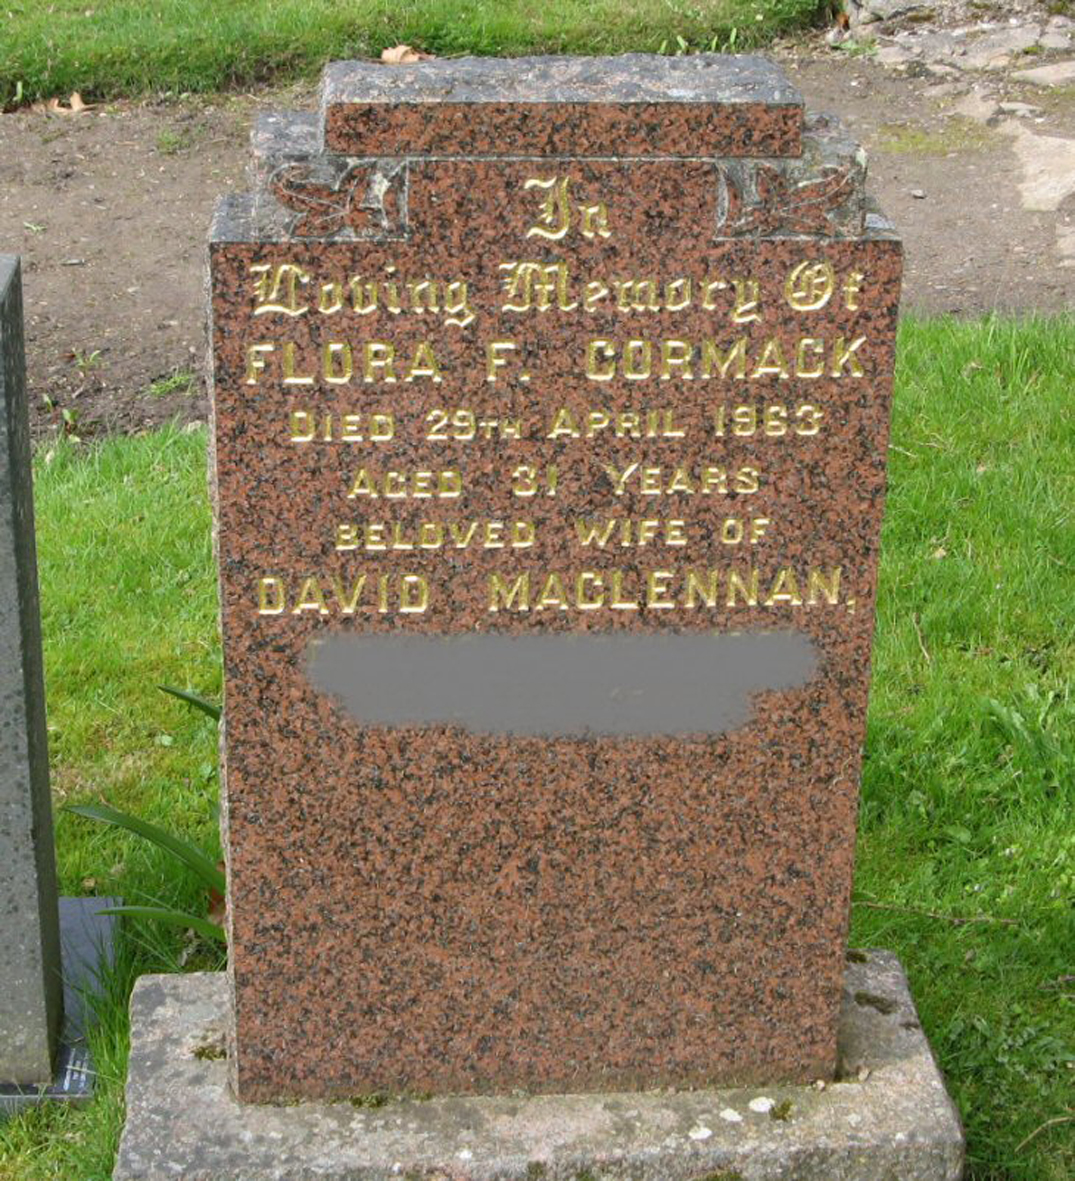 In
Loving Memory Of
FLORA F. CORMACK
DIED 29TH APRIL 1963
AGED 31 YEARS
BELOVED WIFE OF
DAVID MACLENNAN,